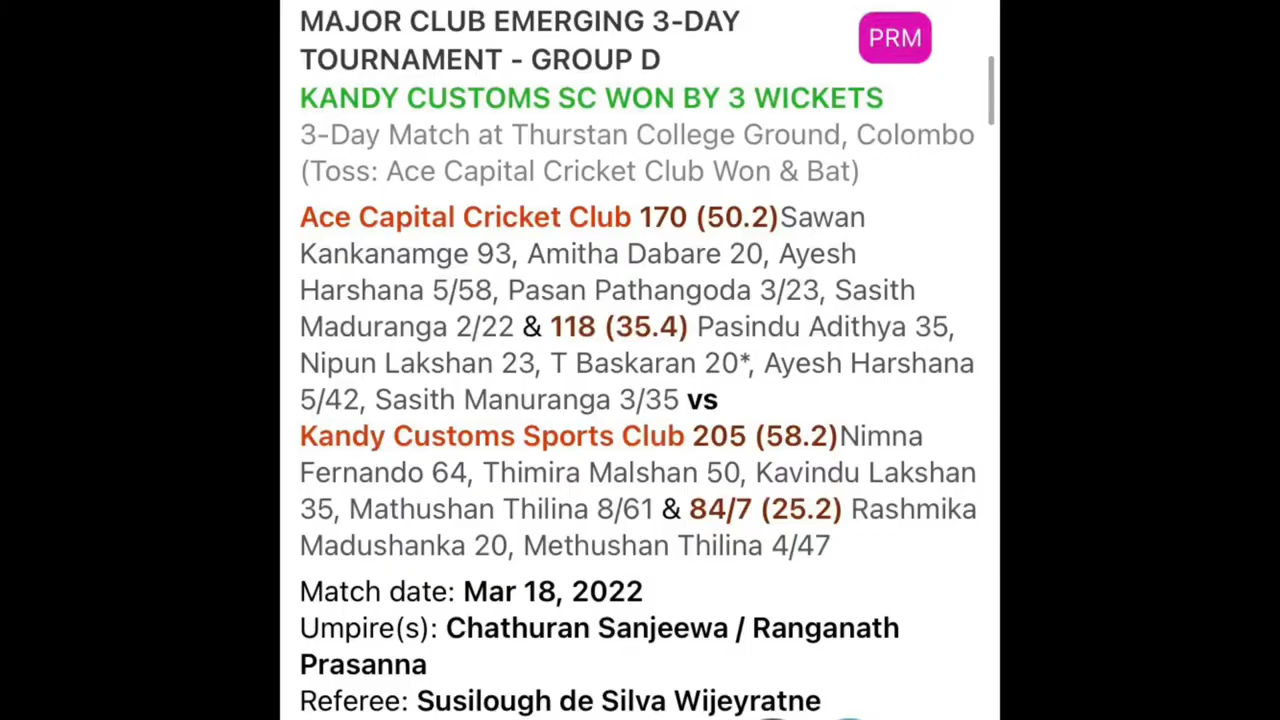 MAJOR CLUB EMERGING 3-DAY
TOURNAMENT - GROUP D
PRM
KANDY CUSTOMS SC WON BY 3 WICKETS
3-Day Match at Thurstan College Ground, Colombo
(Toss: Ace Capital Cricket Club Won & Bat)
Ace Capital Cricket Club 170 (50.2)Sawan
Kankanamge 93, Amitha Dabare 20, Ayesh
Harshana 5/58, Pasan Pathangoda 3/23, Sasith
Maduranga 2/22 & 118 (35.4) Pasindu Adithya 35,
Nipun Lakshan 23, T Baskaran 20*, Ayesh Harshana
5/42, Sasith Manuranga 3/35 vs
Kandy Customs Sports Club 205 (58.2)Nimna
Fernando 64, Thimira Malshan 50, Kavindu Lakshan
35, Mathushan Thilina 8/61 & 84/7 (25.2) Rashmika
Madushanka 20, Methushan Thilina 4/47
Match date: Mar 18, 2022
Umpire(s): Chathuran Sanjeewa / Ranganath
Prasanna
Referee: Susilough de Silva Wijeyratne